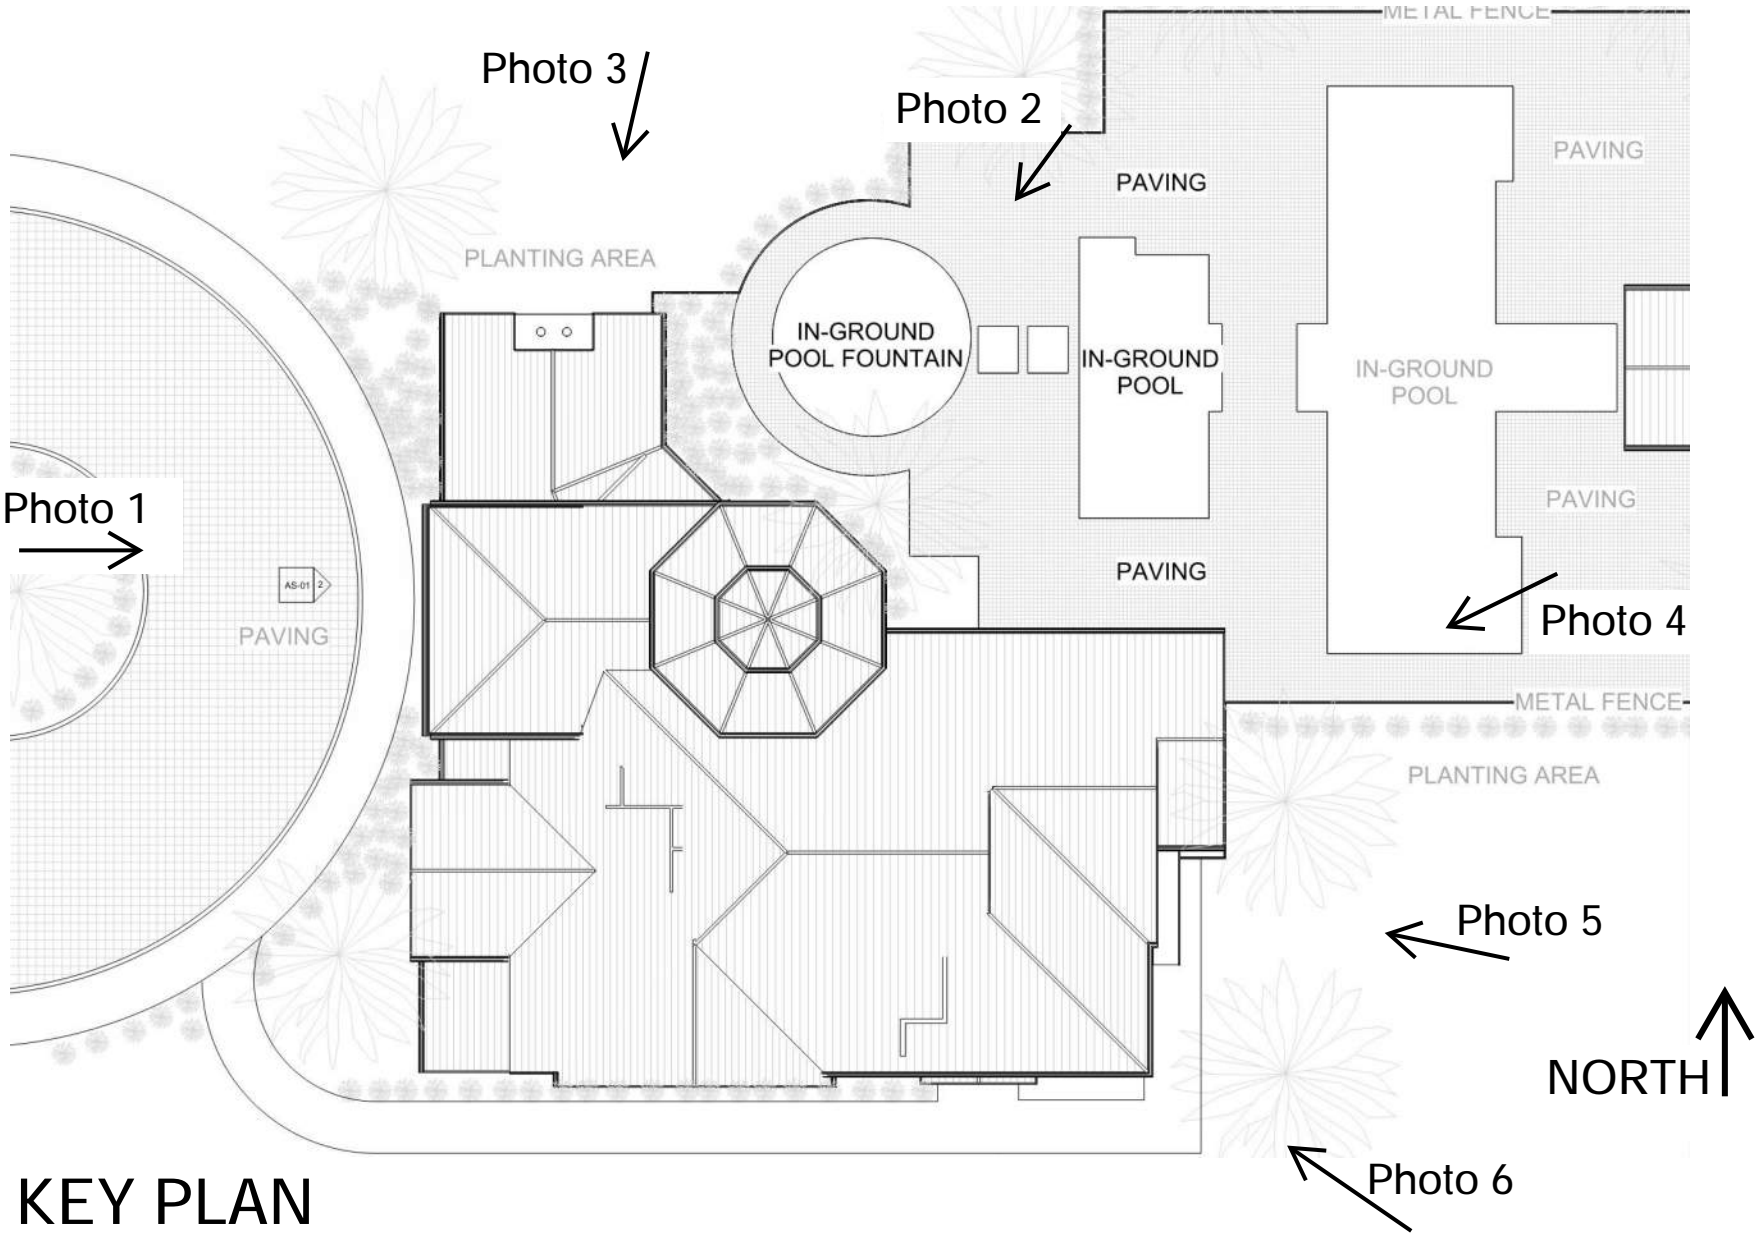 METAL FENCE
Photo 3
Photo 2
PAVING
PAVING
PLANTING AREA
IN-GROUND
POOL FOUNTAIN
IN-GROUND
POOL
IN-GROUND
POOL
Photo 1
PAVING
AS-01 2
PAVING
PAVING
Photo 4
METAL FENCE
PLANTING AREA
Photo 5
NORTH
Photo 6
KEY PLAN